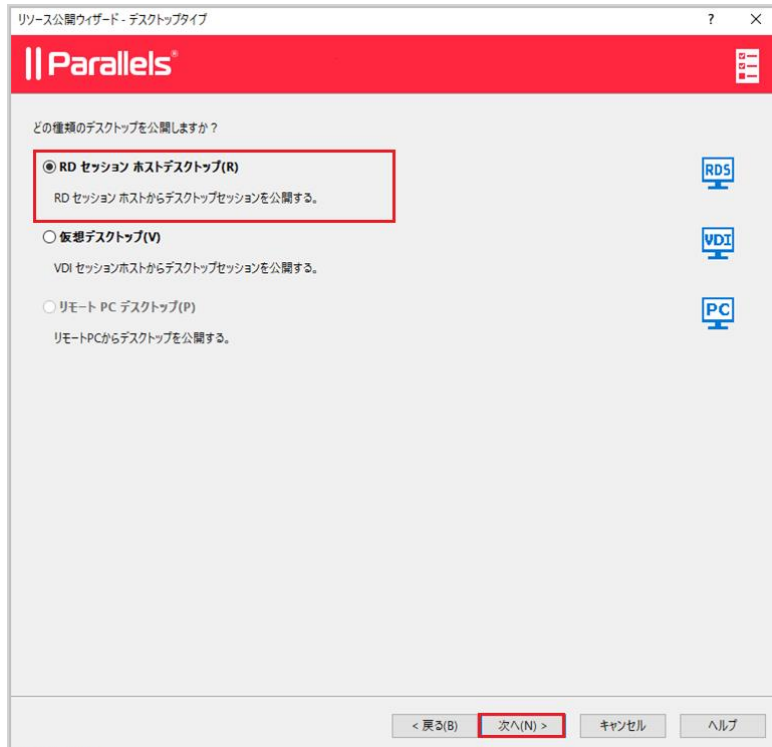 リソース公開ウィザード - デスクトップタイプ ? ×
Parallels®
どの種類のデスクトップを公開しますか？
RD セッション ホストデスクトップ(R)
RDS
RD セッション ホストからデスクトップセッションを公開する。
仮想デスクトップ(V)
VDI
VDI セッションホストからデスクトップセッションを公開する。
リモート PC デスクトップ(P)
PC
リモートPCからデスクトップを公開する。
< 戻る(B) 次へ(N) > キャンセル ヘルプ